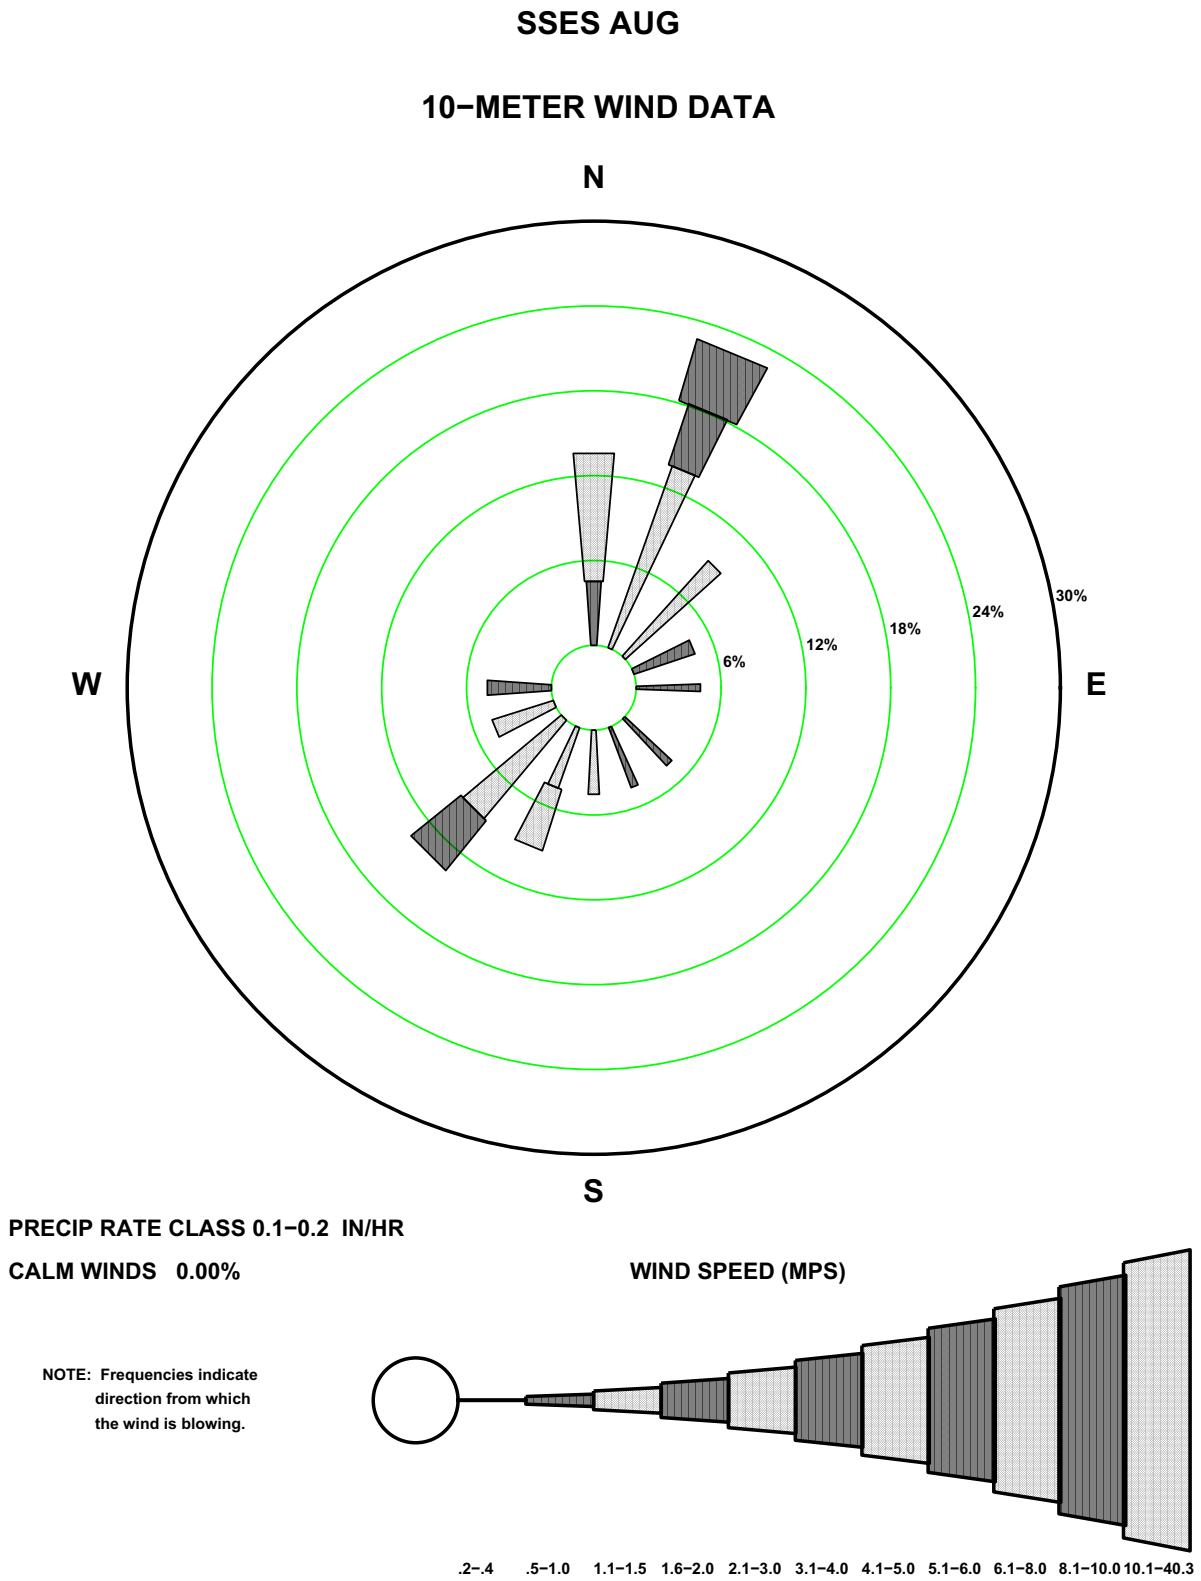 SSES AUG
10−METER WIND DATA
N
30%
24%
18%
12%
6%
W
E
S
PRECIP RATE CLASS 0.1−0.2 IN/HR
CALM WINDS 0.00%
WIND SPEED (MPS)
NOTE: Frequencies indicate
direction from which
the wind is blowing.
.2−.4 .5−1.0 1.1−1.5 1.6−2.0 2.1−3.0 3.1−4.0 4.1−5.0 5.1−6.0 6.1−8.0 8.1−10.0 10.1−40.3